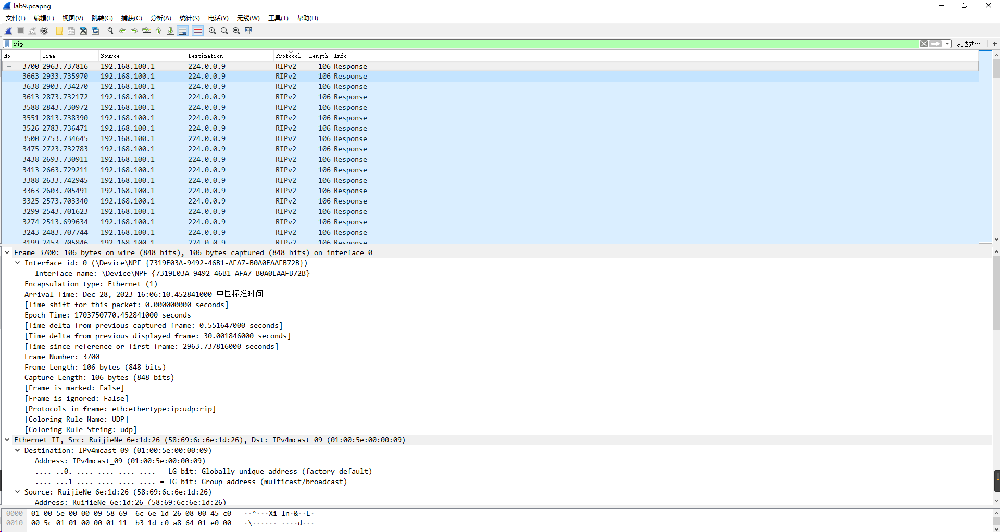 lab9.pcapng
文件(F) 编辑(E) 视图(V) 跳转(G) 捕获(C) 分析(A) 统计(S) 电话(Y) 无线(W) 工具(T) 帮助(H)
rip 表达式… +
No. Time Source Destination Protocol Length Info
3700 2963.737816 192.168.100.1 224.0.0.9 RIPv2 106 Response
3663 2933.735970 192.168.100.1 224.0.0.9 RIPv2 106 Response
3638 2903.734270 192.168.100.1 224.0.0.9 RIPv2 106 Response
3613 2873.732172 192.168.100.1 224.0.0.9 RIPv2 106 Response
3588 2843.730972 192.168.100.1 224.0.0.9 RIPv2 106 Response
3551 2813.738390 192.168.100.1 224.0.0.9 RIPv2 106 Response
3526 2783.736471 192.168.100.1 224.0.0.9 RIPv2 106 Response
3500 2753.734645 192.168.100.1 224.0.0.9 RIPv2 106 Response
3475 2723.732783 192.168.100.1 224.0.0.9 RIPv2 106 Response
3438 2693.730911 192.168.100.1 224.0.0.9 RIPv2 106 Response
3413 2663.729211 192.168.100.1 224.0.0.9 RIPv2 106 Response
3388 2633.742945 192.168.100.1 224.0.0.9 RIPv2 106 Response
3363 2603.705491 192.168.100.1 224.0.0.9 RIPv2 106 Response
3325 2573.703340 192.168.100.1 224.0.0.9 RIPv2 106 Response
3299 2543.701623 192.168.100.1 224.0.0.9 RIPv2 106 Response
3274 2513.699634 192.168.100.1 224.0.0.9 RIPv2 106 Response
3243 2483.707744 192.168.100.1 224.0.0.9 RIPv2 106 Response
3199 2453.705846 192.168.100.1 224.0.0.9 RIPv2 106 Response
Frame 3700: 106 bytes on wire (848 bits), 106 bytes captured (848 bits) on interface 0
Interface id: 0 (\Device\NPF_{7319E03A-9492-46B1-AFA7-B0A0EAAFB72B})
Interface name: \Device\NPF_{7319E03A-9492-46B1-AFA7-B0A0EAAFB72B}
Encapsulation type: Ethernet (1)
Arrival Time: Dec 28, 2023 16:06:10.452841000 中国标准时间
[Time shift for this packet: 0.000000000 seconds]
Epoch Time: 1703750770.452841000 seconds
[Time delta from previous captured frame: 0.551647000 seconds]
[Time delta from previous displayed frame: 30.001846000 seconds]
[Time since reference or first frame: 2963.737816000 seconds]
Frame Number: 3700
Frame Length: 106 bytes (848 bits)
Capture Length: 106 bytes (848 bits)
[Frame is marked: False]
[Frame is ignored: False]
[Protocols in frame: eth:ethertype:ip:udp:rip]
[Coloring Rule Name: UDP]
[Coloring Rule String: udp]
Ethernet II, Src: RuijieNe_6e:1d:26 (58:69:6c:6e:1d:26), Dst: IPv4mcast_09 (01:00:5e:00:00:09)
Destination: IPv4mcast_09 (01:00:5e:00:00:09)
Address: IPv4mcast_09 (01:00:5e:00:00:09)
.... ..0. .... .... .... .... = LG bit: Globally unique address (factory default)
.... ...1 .... .... .... .... = IG bit: Group address (multicast/broadcast)
Source: RuijieNe_6e:1d:26 (58:69:6c:6e:1d:26)
Address: RuijieNe_6e:1d:26 (58:69:6c:6e:1d:26)
0000 01 00 5e 00 00 09 58 69 6c 6e 1d 26 08 00 45 c0 ··^···Xi ln·&··E·
0010 00 5c 01 01 00 00 01 11 b3 1d c0 a8 64 01 e0 00 ·\······ ····d···